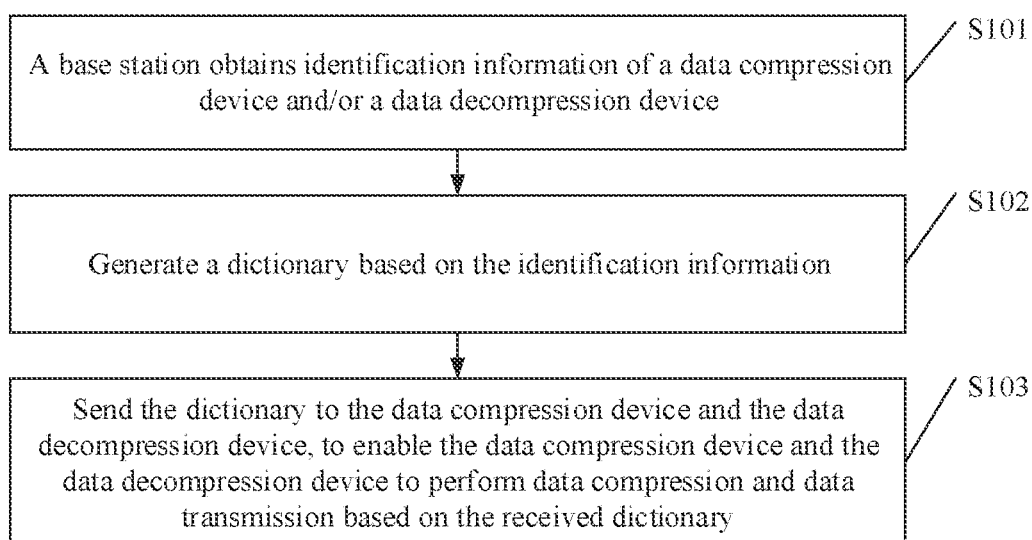 S101
A base station obtains identification information of a data compression
device and/or a data decompression device
S102
Generate a dictionary based on the identification information
S103
Send the dictionary to the data compression device and the data
decompression device, to enable the data compression device and the
data decompression device to perform data compression and data
transmission based on the received dictionary